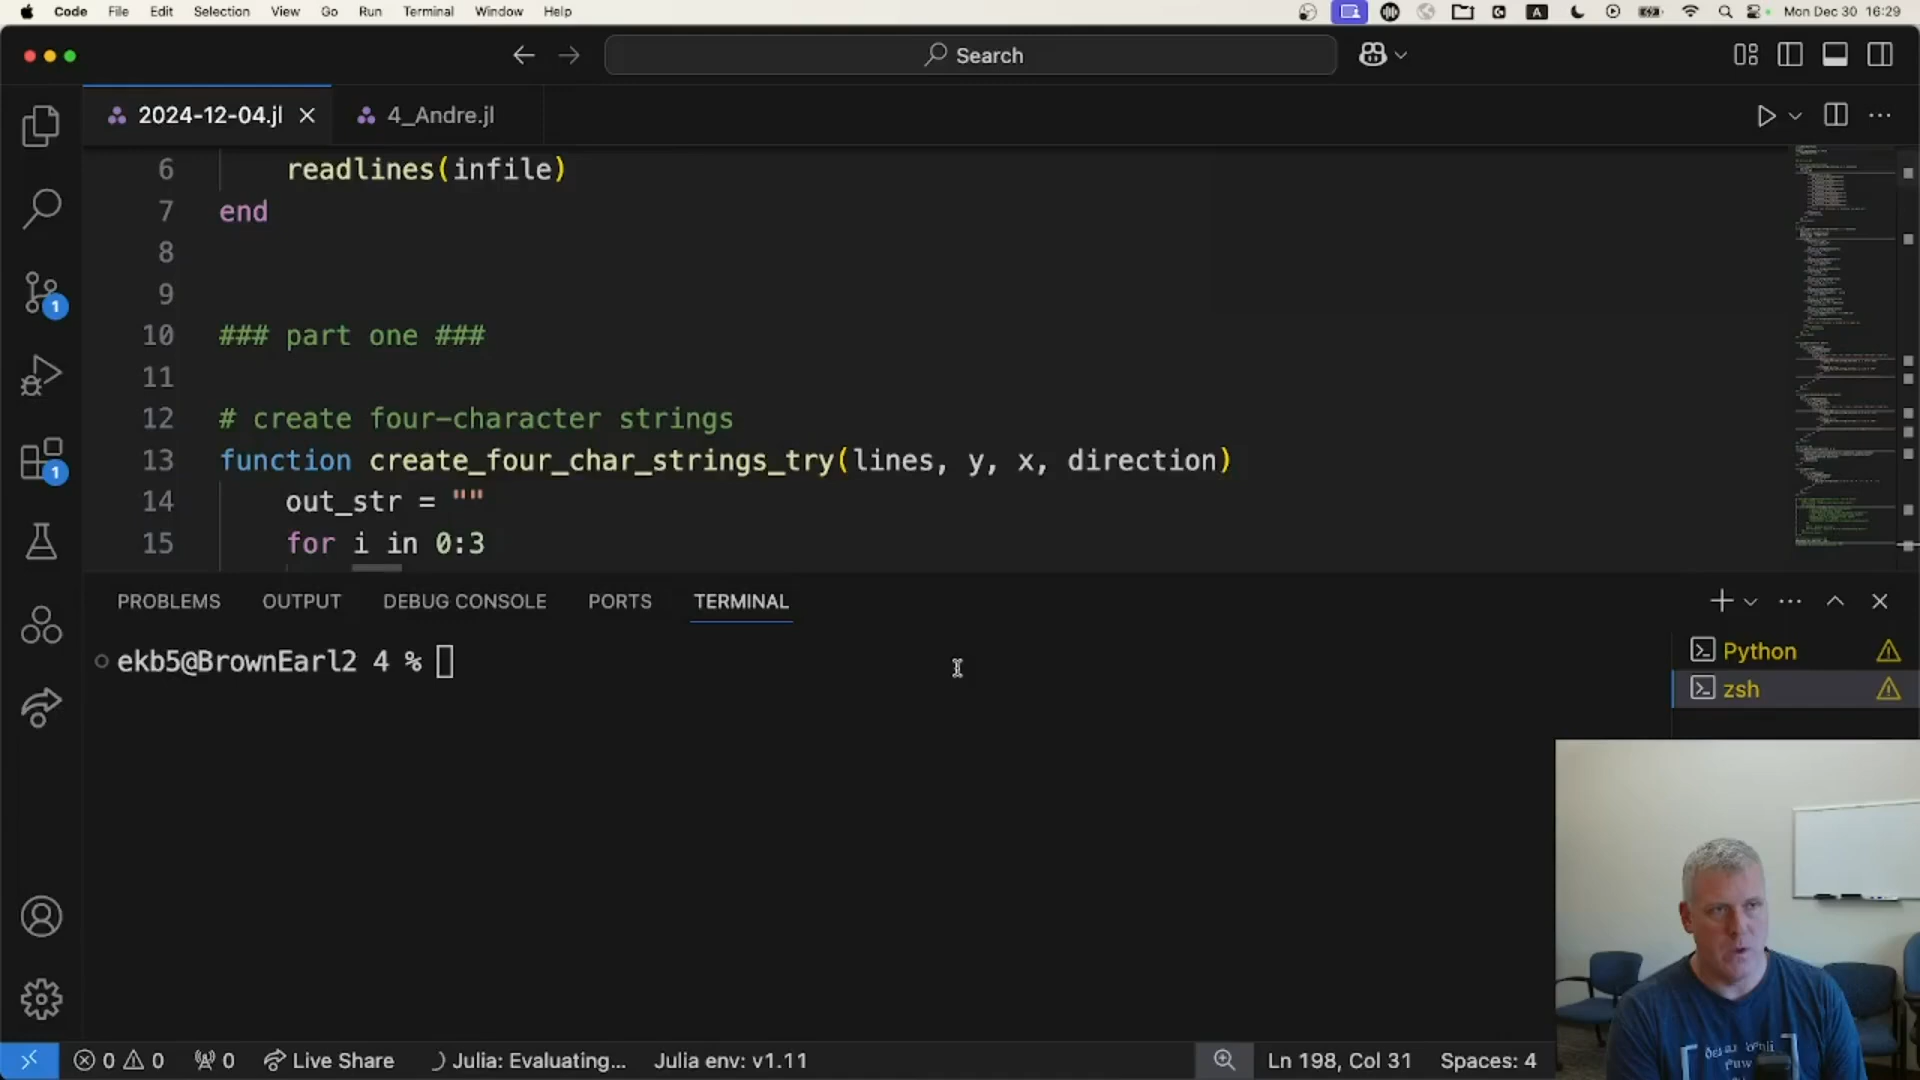 Code File Edit Selection View Go Run Terminal Window Help
A
Mon Dec 30 16:29
Search
2024-12-04.jl
4_Andre.jl
6 readlines(infile)
7 end
8
9
10 ### part one ###
11
12 # create four-character strings
13 function create_four_char_strings_try(lines, y, x, direction)
14 out_str = ""
15 for i in 0:3
1
1
PROBLEMS OUTPUT DEBUG CONSOLE PORTS TERMINAL
ekb5@BrownEarl2 4 %
Python
zsh
0 0 0 Live Share Julia: Evaluating... Julia env: v1.11 Ln 198, Col 31 Spaces: 4